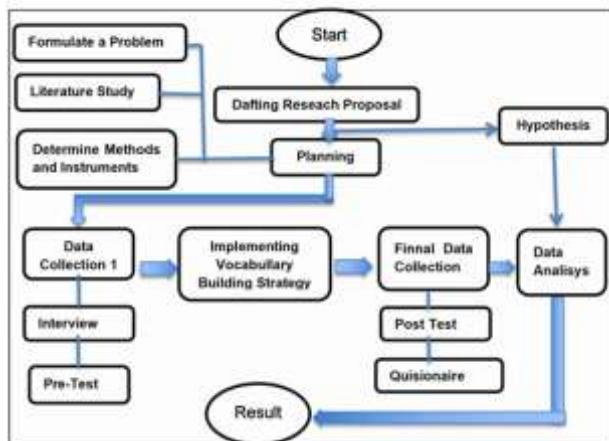 Start
Formulate a Problem
Literature Study
Dafting Reseach Proposal
Hypothesis
Determine Methods
and Instruments
Planning
Data
Collection 1
Implementing
Vocabullary
Building Strategy
Finnal Data
Collection
Data
Analisys
Interview
Pre-Test
Post Test
Quisionaire
Result